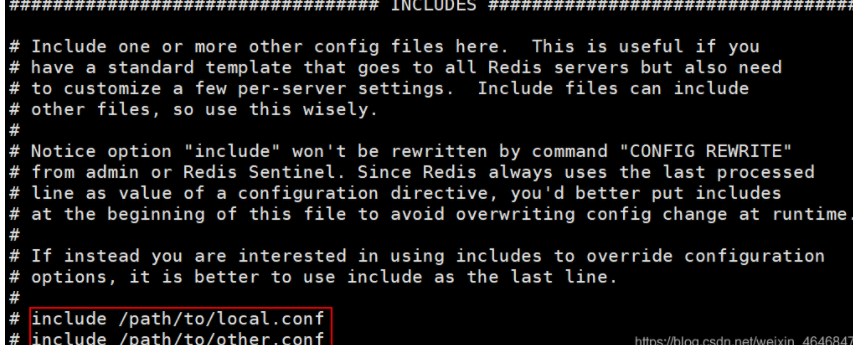 ################################## INCLUDES ##################################
# Include one or more other config files here.  This is useful if you
# have a standard template that goes to all Redis servers but also need
# to customize a few per-server settings.  Include files can include
# other files, so use this wisely.
#
# Notice option "include" won't be rewritten by command "CONFIG REWRITE"
# from admin or Redis Sentinel. Since Redis always uses the last processed
# line as value of a configuration directive, you'd better put includes
# at the beginning of this file to avoid overwriting config change at runtime.
#
# If instead you are interested in using includes to override configuration
# options, it is better to use include as the last line.
#
# include /path/to/local.conf
# include /path/to/other.conf
https://blog.csdn.net/weixin_4646847